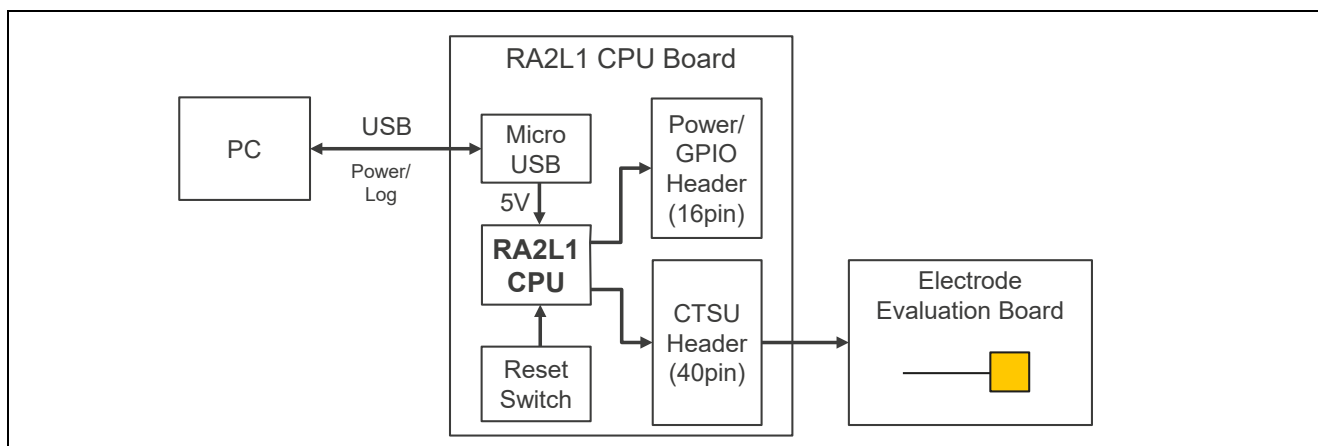 RA2L1 CPU Board
PC
USB
Power/
Log
Micro
USB
5V
RA2L1
CPU
Reset
Switch
Power/
GPIO
Header
(16pin)
CTSU
Header
(40pin)
Electrode
Evaluation Board